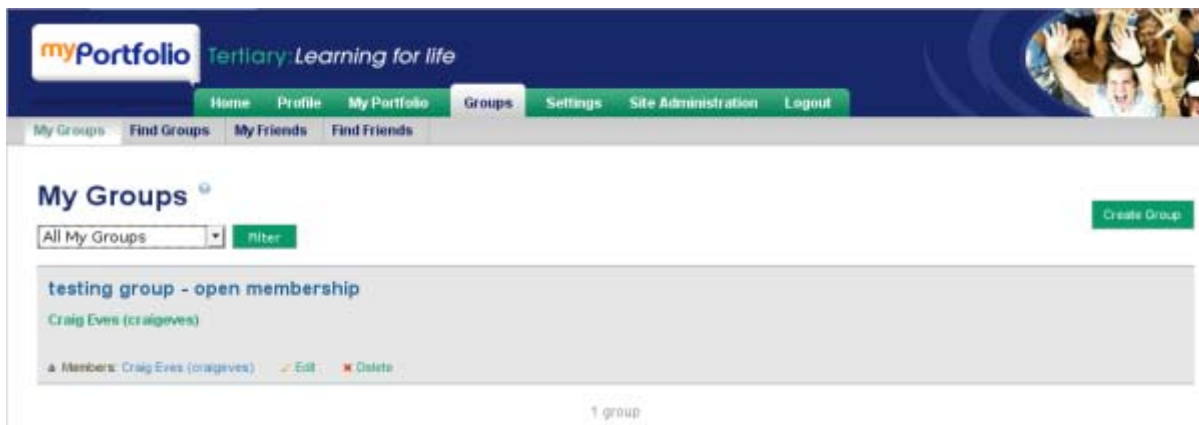 myPortfolio Tertiary: Learning for life
Home Profile My Portfolio Groups Settings Site Administration Logout
My Groups Find Groups My Friends Find Friends
My Groups
Create Group
All My Groups Filter
testing group - open membership
Craig Eves (craigeves)
Members: Craig Eves (craigeves) Edit Delete
1 group